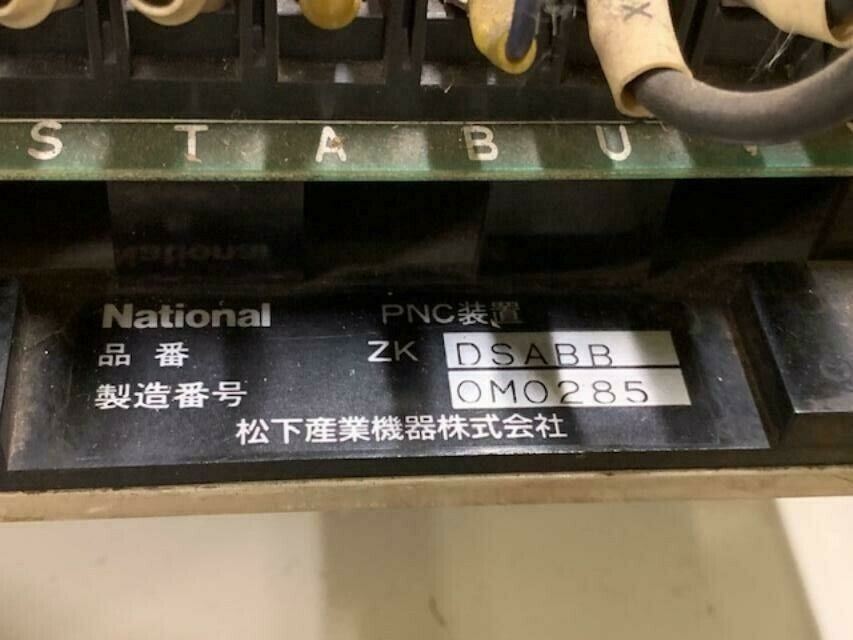 S T A B U
National PNC装置
品番 ZK DSABB
製造番号 0M0285
松下産業機器株式会社